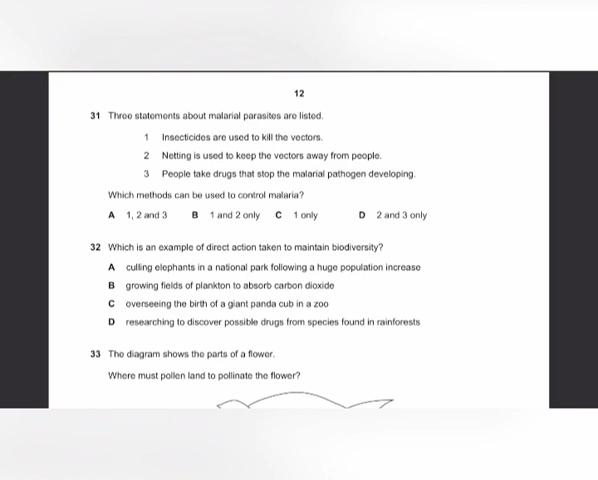 12
31 Three statements about malarial parasites are listed.
1 Insecticides are used to kill the vectors.
2 Netting is used to keep the vectors away from people.
3 People take drugs that stop the malarial pathogen developing.
Which methods can be used to control malaria?
A 1, 2 and 3 B 1 and 2 only C 1 only D 2 and 3 only
32 Which is an example of direct action taken to maintain biodiversity?
A culling elephants in a national park following a huge population increase
B growing fields of plankton to absorb carbon dioxide
C overseeing the birth of a giant panda cub in a zoo
D researching to discover possible drugs from species found in rainforests
33 The diagram shows the parts of a flower.
Where must pollen land to pollinate the flower?